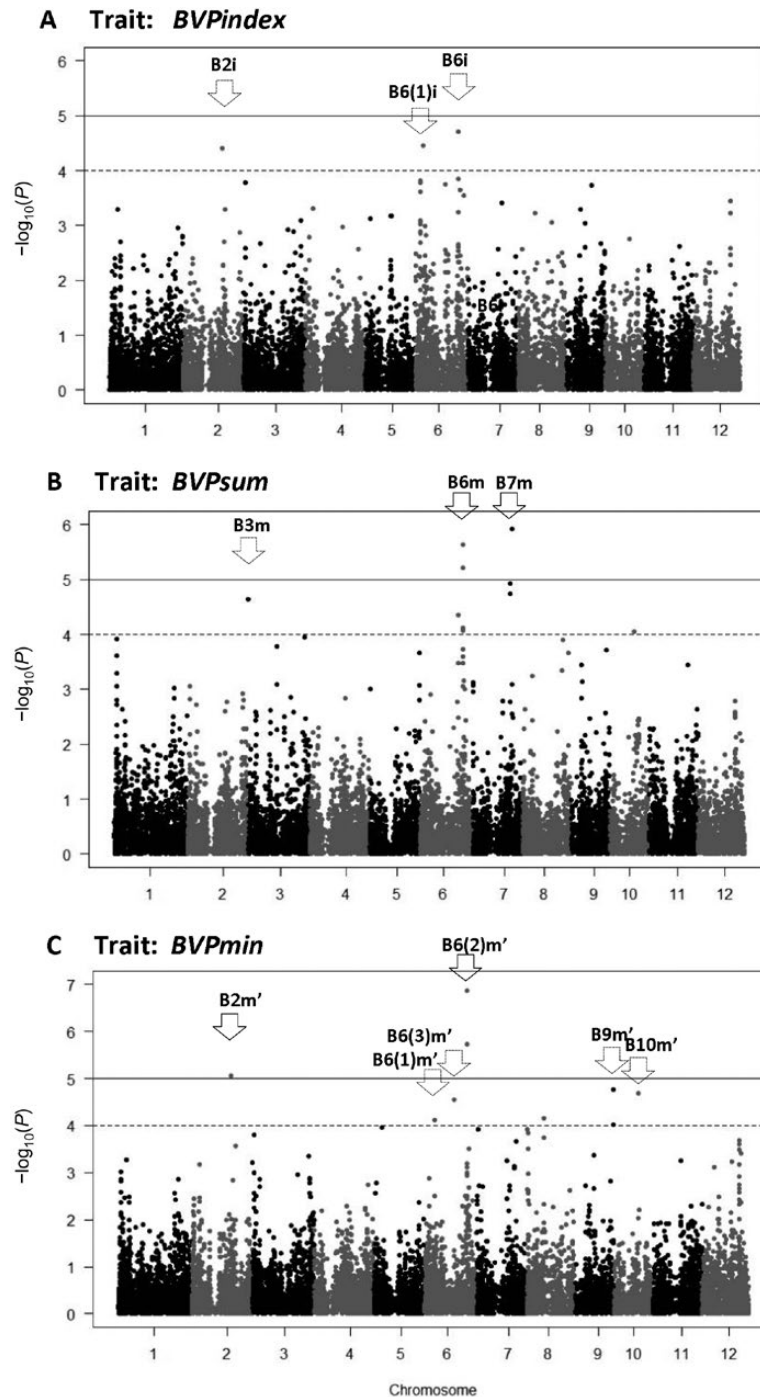 A Trait: BVPindex
B2i
B6(1)i
B6i
B6
6
5
4
3
2
1
0
−log10(P)
1 2 3 4 5 6 7 8 9 10 11 12
B Trait: BVPsum
B3m
B6m
B7m
6
5
4
3
2
1
0
−log10(P)
1 2 3 4 5 6 7 8 9 10 11 12
C Trait: BVPmin
B2m’
B6(1)m’
B6(3)m’
B6(2)m’
B9m’
B10m’
7
6
5
4
3
2
1
0
−log10(P)
1 2 3 4 5 6 7 8 9 10 11 12
Chromosome